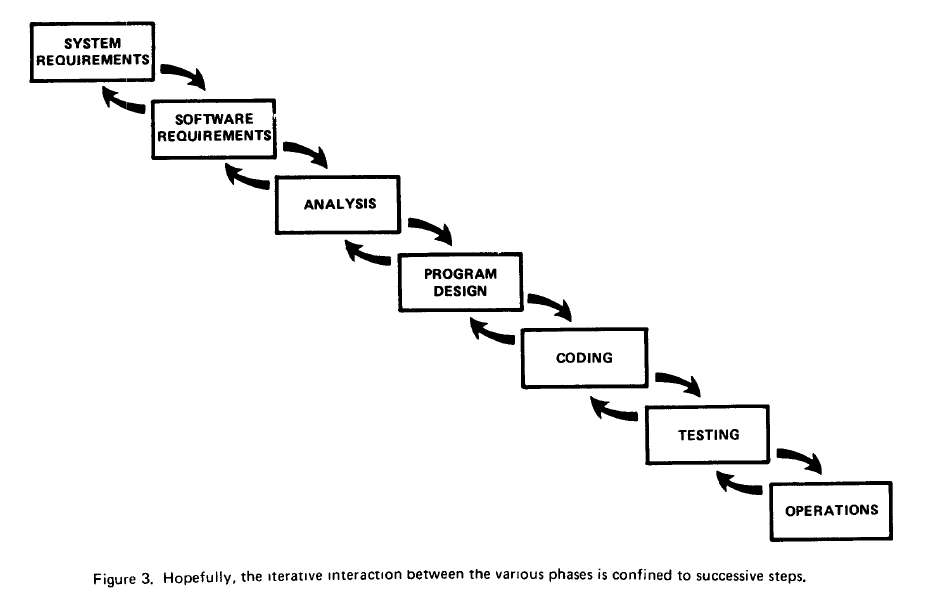 SYSTEM
REQUIREMENTS
SOFTWARE
REQUIREMENTS
ANALYSIS
PROGRAM
DESIGN
CODING
TESTING
OPERATIONS
Figure 3. Hopefully, the iterative interaction between the various phases is confined to successive steps.